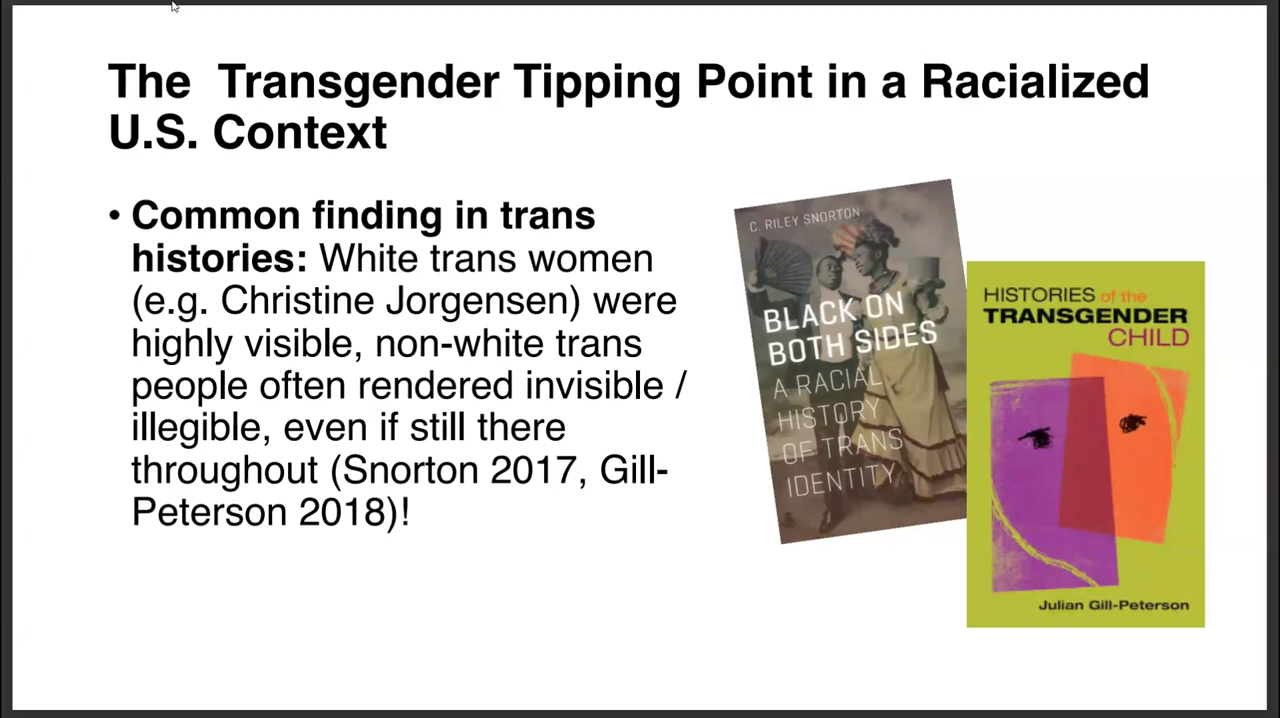 The  Transgender Tipping Point in a Racialized
U.S. Context
• Common finding in trans
histories: White trans women
(e.g. Christine Jorgensen) were
highly visible, non-white trans
people often rendered invisible /
illegible, even if still there
throughout (Snorton 2017, Gill-
Peterson 2018)!
C. RILEY SNORTON
BLACK ON
BOTH SIDES
A RACIAL
HISTORY
OF TRANS
IDENTITY
HISTORIES of the
TRANSGENDER
CHILD
Julian Gill-Peterson